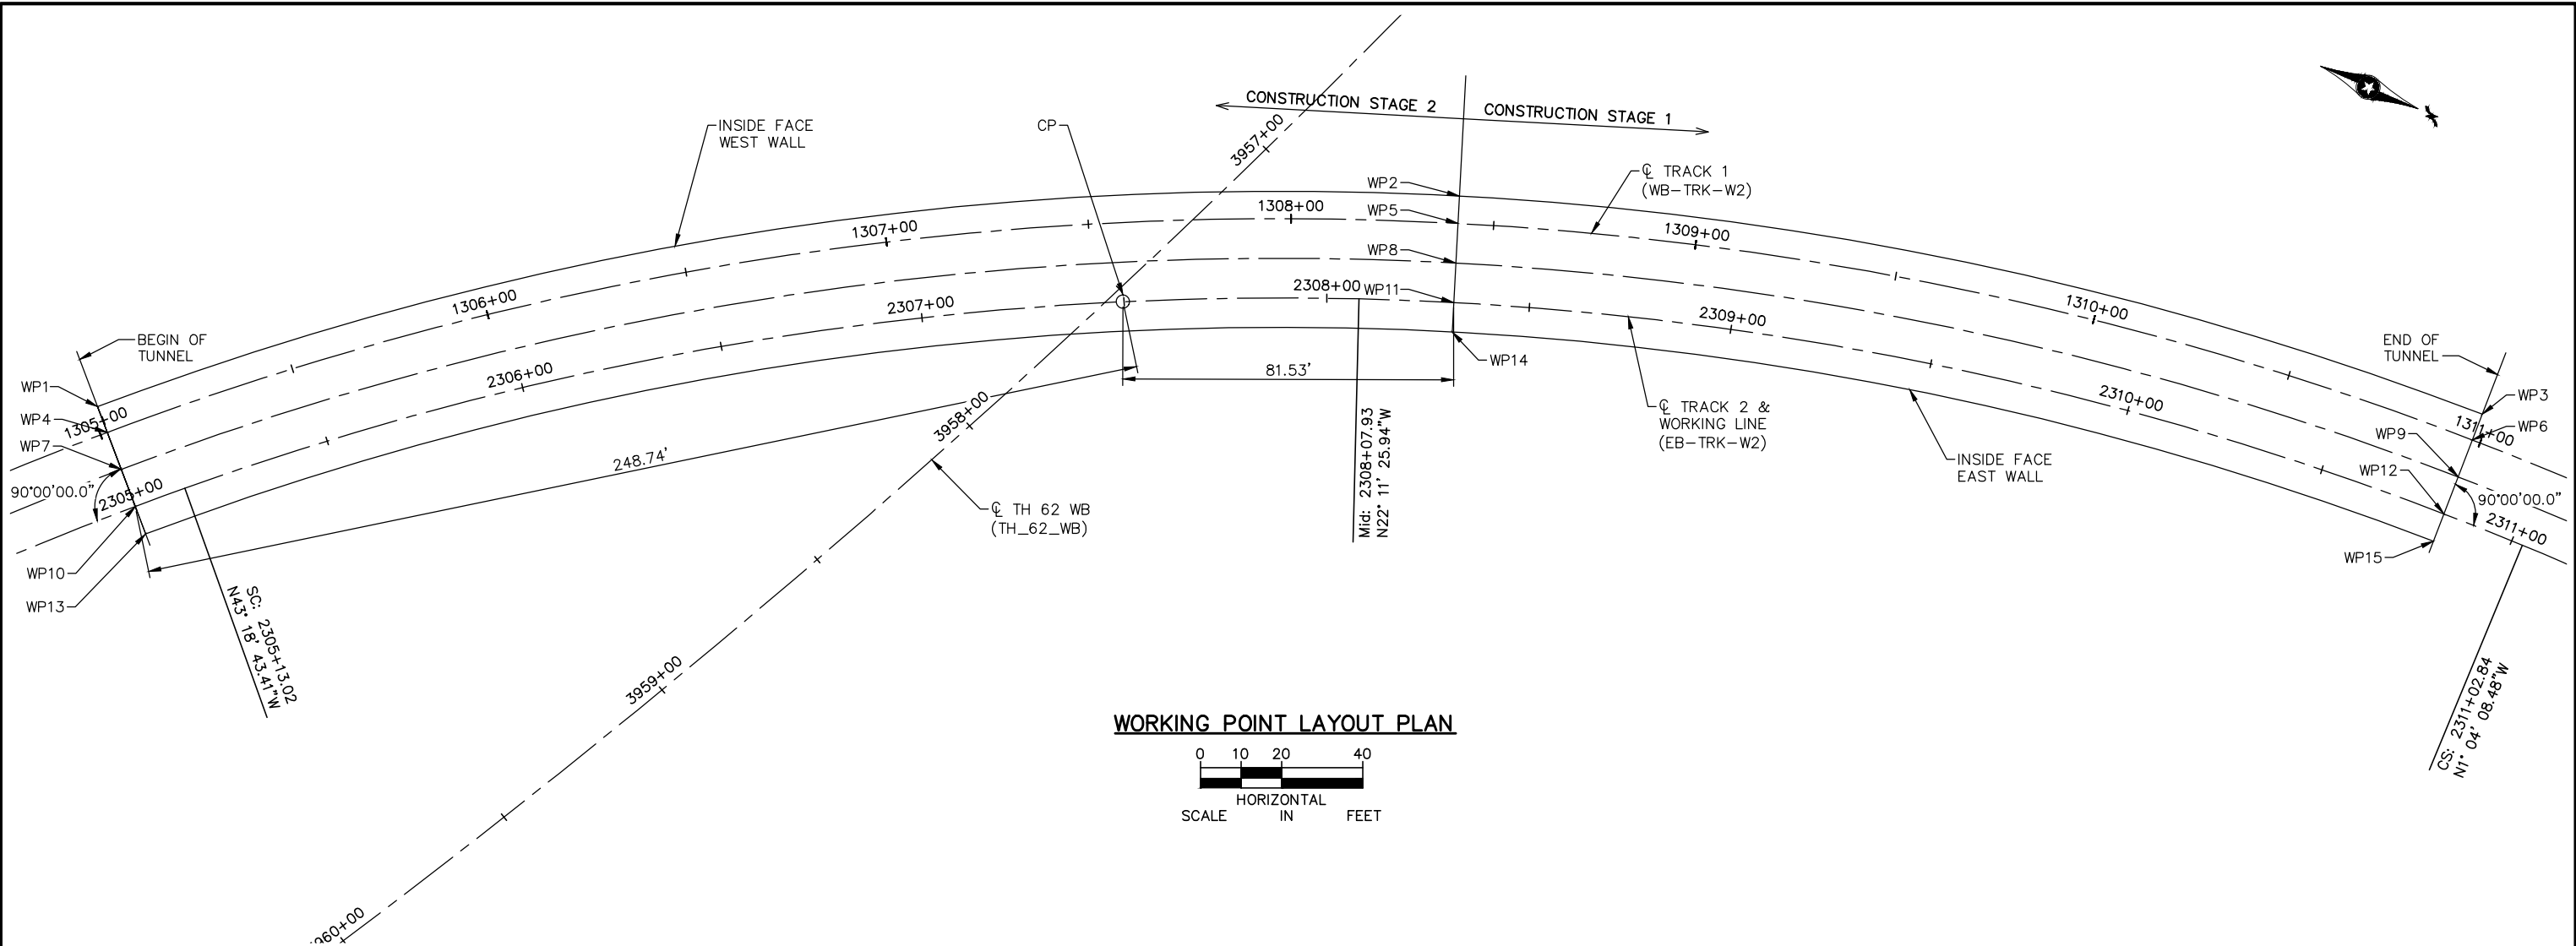 CONSTRUCTION STAGE 2
CONSTRUCTION STAGE 1
INSIDE FACE
WEST WALL
CP
3957+00
℄ TRACK 1
(WB-TRK-W2)
WP2
WP5
WP8
WP11
1305+00
1306+00
1307+00
1308+00
1309+00
1310+00
1311+00
2305+00
2306+00
2307+00
2308+00
2309+00
2310+00
2311+00
BEGIN OF
TUNNEL
WP1
WP4
WP7
90°00'00.0"
WP10
WP13
SC: 2305+13.02
N43° 18' 43.41"W
248.74'
81.53'
WP14
Mid: 2308+07.93
N22° 11' 25.94"W
3958+00
℄ TH 62 WB
(TH_62_WB)
3959+00
℄ TRACK 2 &
WORKING LINE
(EB-TRK-W2)
INSIDE FACE
EAST WALL
END OF
TUNNEL
WP3
WP6
WP9
WP12
90°00'00.0"
WP15
CS: 2311+02.84
N1° 04' 08.48"W
WORKING POINT LAYOUT PLAN
0 10 20 40
HORIZONTAL
SCALE IN FEET